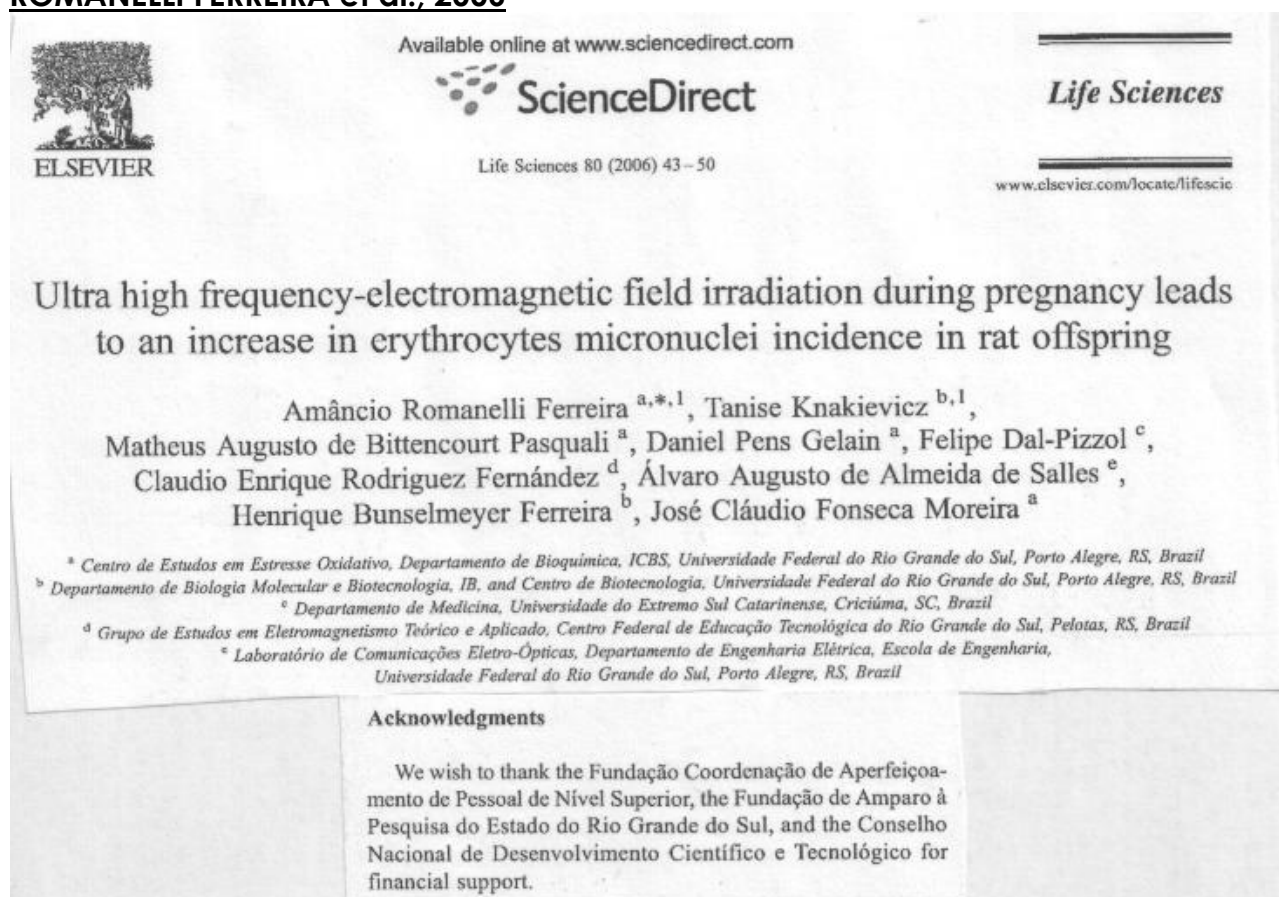 ROMANELLI FERREIRA et al., 2006
Available online at www.sciencedirect.com
ScienceDirect
Life Sciences
ELSEVIER
Life Sciences 80 (2006) 43–50
www.elsevier.com/locate/lifescie
Ultra high frequency-electromagnetic field irradiation during pregnancy leads
to an increase in erythrocytes micronuclei incidence in rat offspring
Amâncio Romanelli Ferreira a,*,1, Tanise Knakievicz b,1,
Matheus Augusto de Bittencourt Pasquali a, Daniel Pens Gelain a, Felipe Dal-Pizzol c,
Claudio Enrique Rodriguez Fernández d, Álvaro Augusto de Almeida de Salles e,
Henrique Bunselmeyer Ferreira b, José Cláudio Fonseca Moreira a
a Centro de Estudos em Estresse Oxidativo, Departamento de Bioquímica, ICBS, Universidade Federal do Rio Grande do Sul, Porto Alegre, RS, Brazil
b Departamento de Biologia Molecular e Biotecnologia, IB, and Centro de Biotecnologia, Universidade Federal do Rio Grande do Sul, Porto Alegre, RS, Brazil
c Departamento de Medicina, Universidade do Extremo Sul Catarinense, Criciúma, SC, Brazil
d Grupo de Estudos em Eletromagnetismo Teórico e Aplicado, Centro Federal de Educação Tecnológica do Rio Grande do Sul, Pelotas, RS, Brazil
e Laboratório de Comunicações Eletro-Ópticas, Departamento de Engenharia Elétrica, Escola de Engenharia,
Universidade Federal do Rio Grande do Sul, Porto Alegre, RS, Brazil
Acknowledgments
We wish to thank the Fundação Coordenação de Aperfeiçoa-
mento de Pessoal de Nível Superior, the Fundação de Amparo à
Pesquisa do Estado do Rio Grande do Sul, and the Conselho
Nacional de Desenvolvimento Científico e Tecnológico for
financial support.